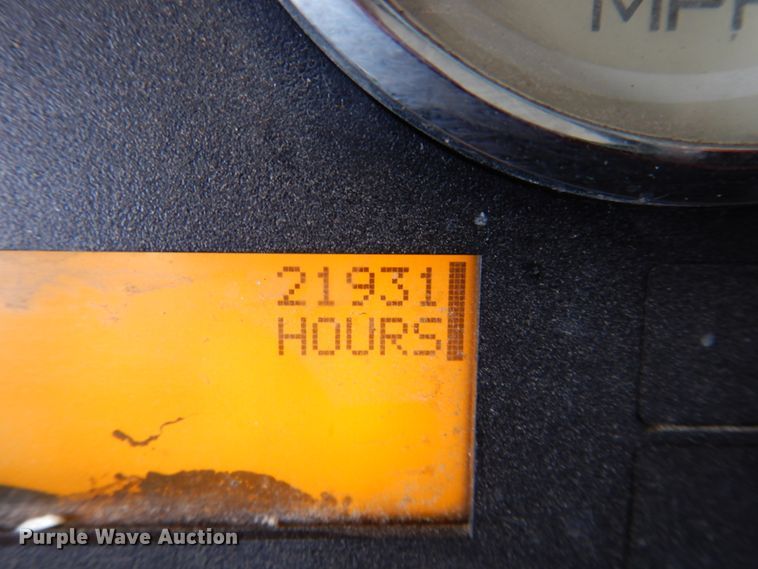 MPH
21931
HOURS
Purple Wave Auction